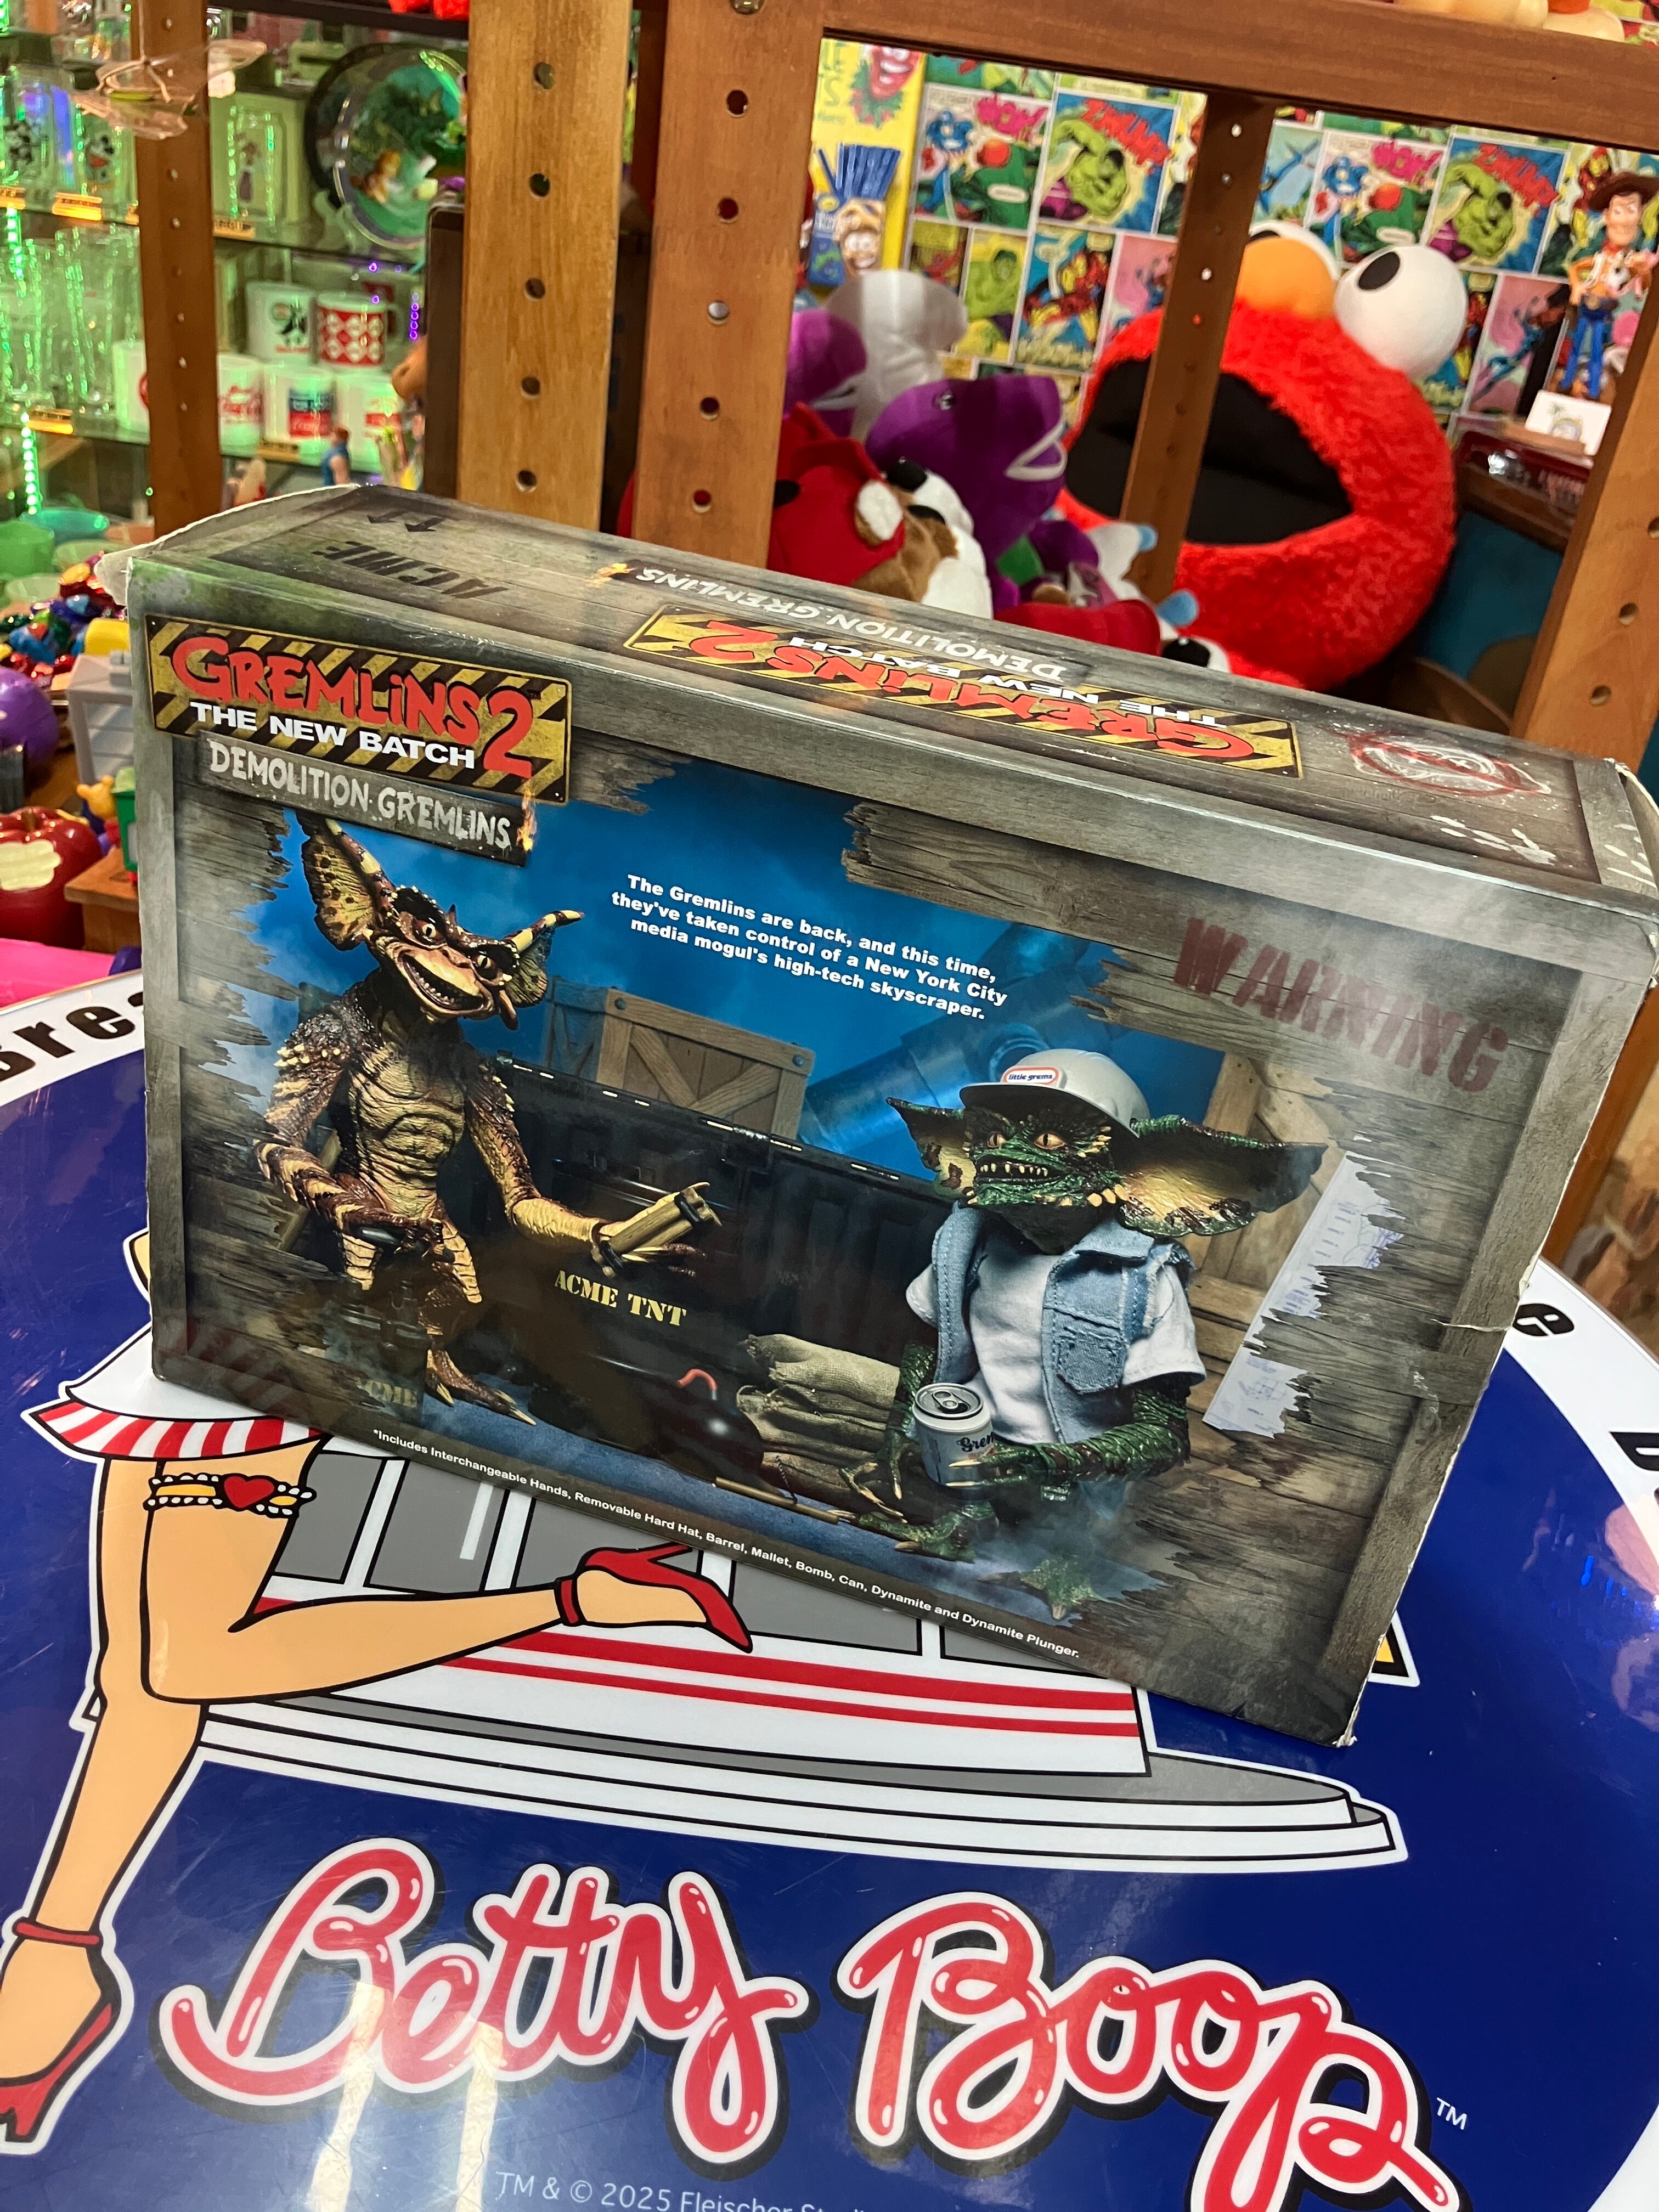 ACME
DEMOLITION GREMLINS
GREMLINS 2
THE NEW BATCH
GREMLINS 2
THE NEW BATCH
DEMOLITION GREMLINS
The Gremlins are back, and this time,
they've taken control of a New York City
media mogul's high-tech skyscraper.
WARNING
little grems
ACME TNT
ACME
Grem
*Includes Interchangeable Hands, Removable Hard Hat, Barrel, Mallet, Bomb, Can, Dynamite and Dynamite Plunger.
Betty Boop™
TM & © 2025 Fleischer